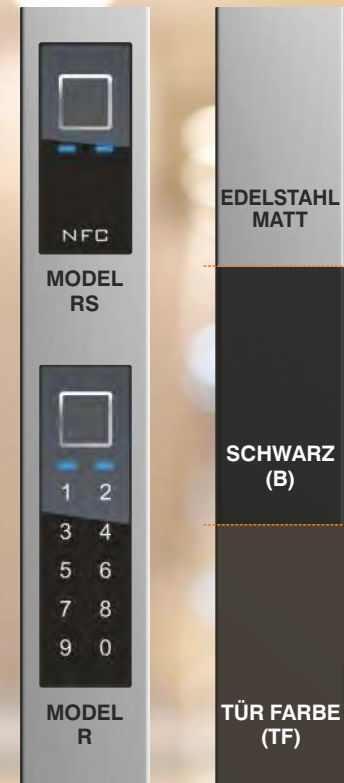 NFC
MODEL
RS
1 2
3 4
5 6
7 8
9 0
MODEL
R
EDELSTAHL
MATT
SCHWARZ
(B)
TÜR FARBE
(TF)